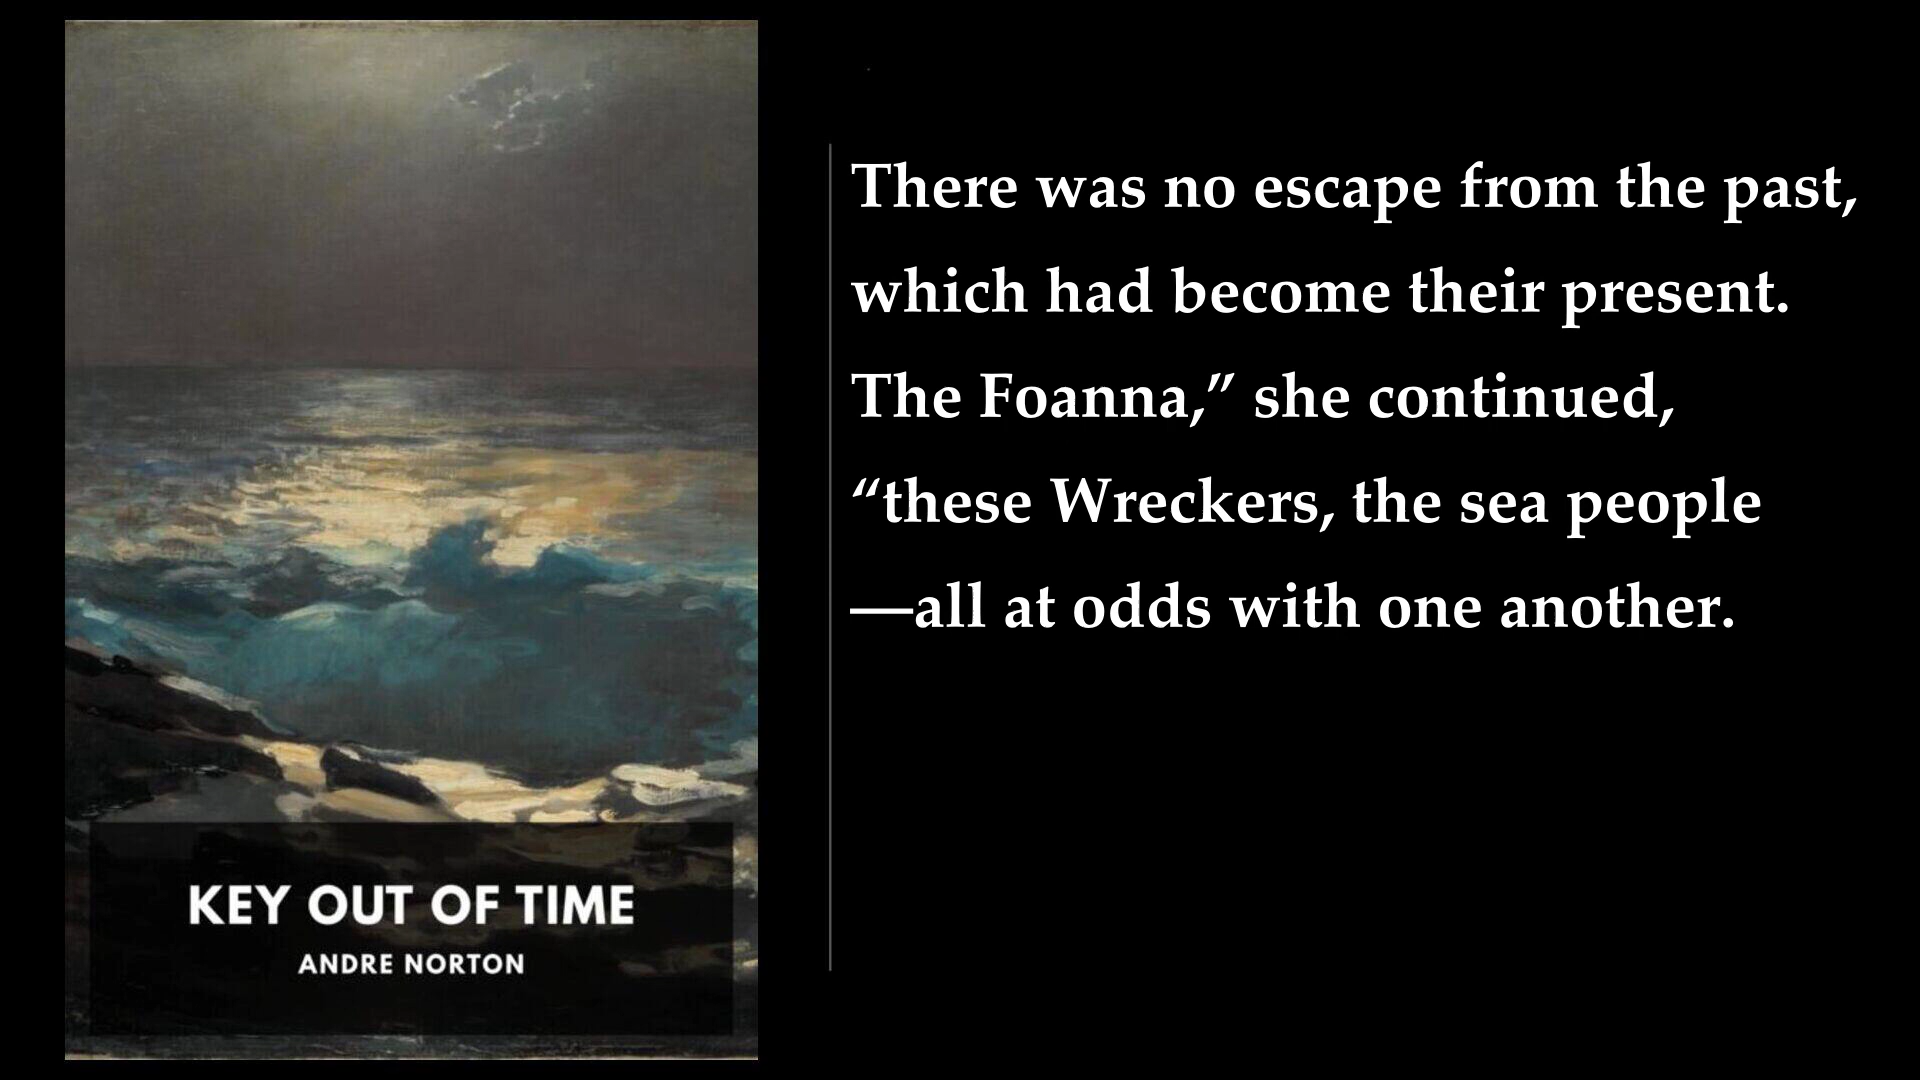 KEY OUT OF TIME
ANDRE NORTON
There was no escape from the past,
which had become their present.
The Foanna,” she continued,
“these Wreckers, the sea people
—all at odds with one another.